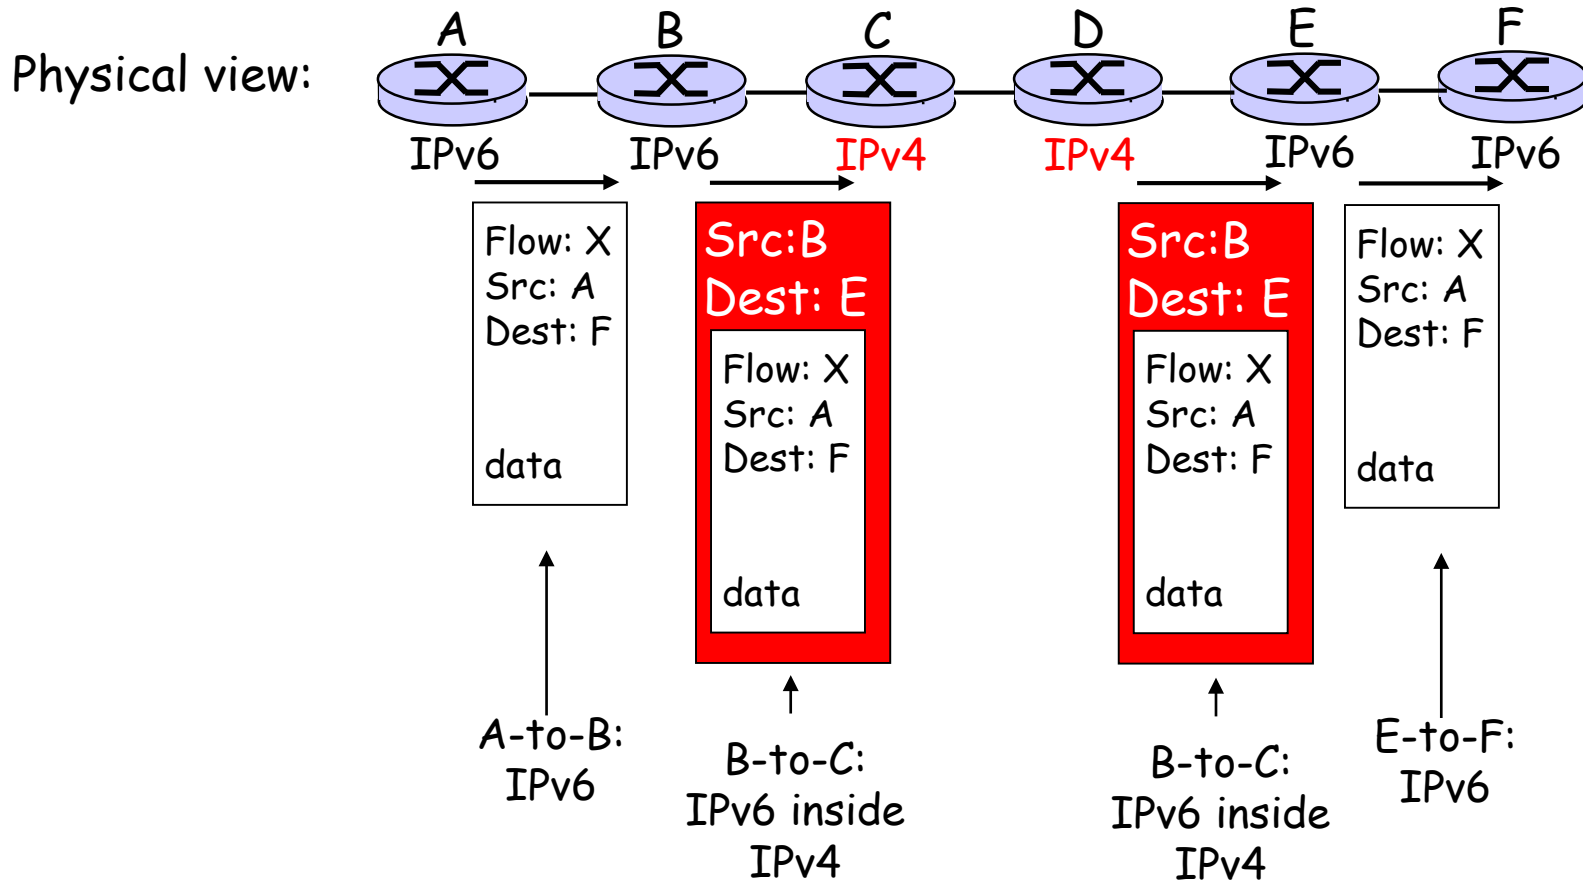 A B C D E F
Physical view:
IPv6 IPv6 IPv4 IPv4 IPv6 IPv6
Flow: X
Src: A
Dest: F
data
Src:B
Dest: E
Flow: X
Src: A
Dest: F
data
Src:B
Dest: E
Flow: X
Src: A
Dest: F
data
Flow: X
Src: A
Dest: F
data
A-to-B:
IPv6
B-to-C:
IPv6 inside
IPv4
B-to-C:
IPv6 inside
IPv4
E-to-F:
IPv6